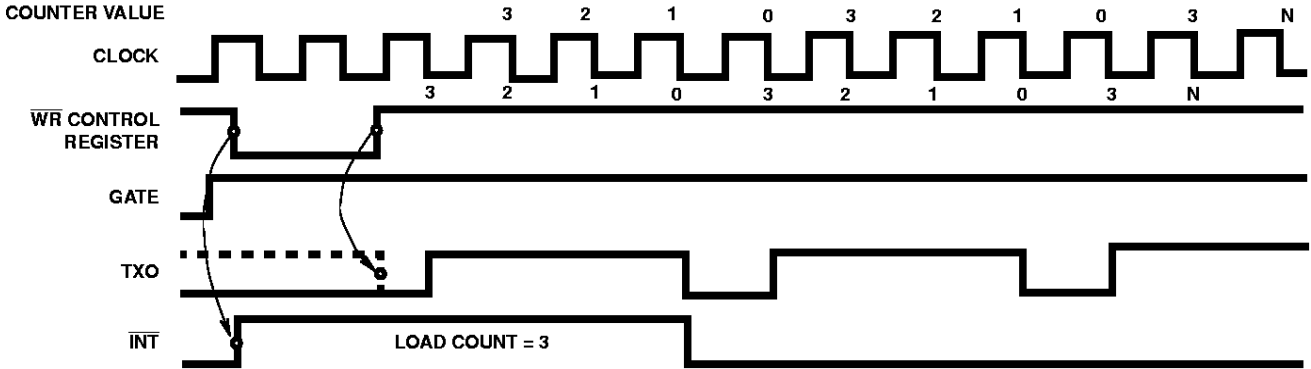 COUNTER VALUE 3 2 1 0 3 2 1 0 3 N
CLOCK
3 2 1 0 3 2 1 0 3 N
WR CONTROL
REGISTER
GATE
TXO
INT LOAD COUNT = 3